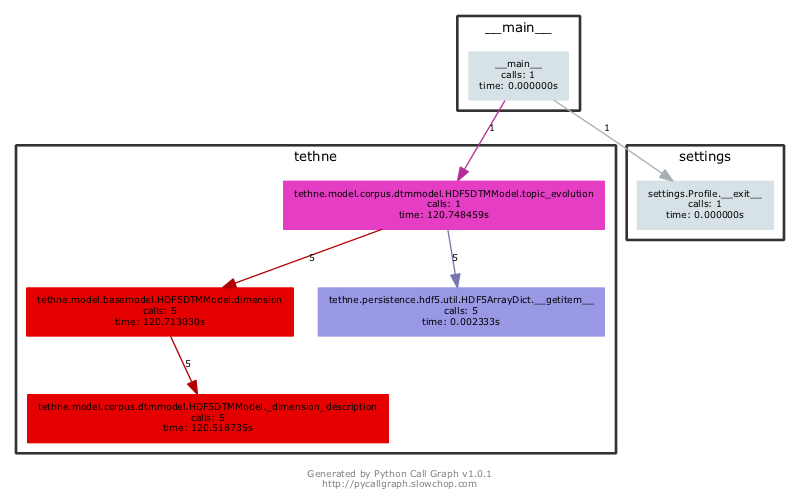 __main__
__main__
calls: 1
time: 0.000000s
1
1
tethne
settings
tethne.model.corpus.dtmmodel.HDF5DTMModel.topic_evolution
calls: 1
time: 120.748459s
settings.Profile.__exit__
calls: 1
time: 0.000000s
5
5
tethne.model.basemodel.HDF5DTMModel.dimension
calls: 5
time: 120.713030s
tethne.persistence.hdf5.util.HDF5ArrayDict.__getitem__
calls: 5
time: 0.002333s
5
tethne.model.corpus.dtmmodel.HDF5DTMModel._dimension_description
calls: 5
time: 120.518735s
Generated by Python Call Graph v1.0.1
http://pycallgraph.slowchop.com